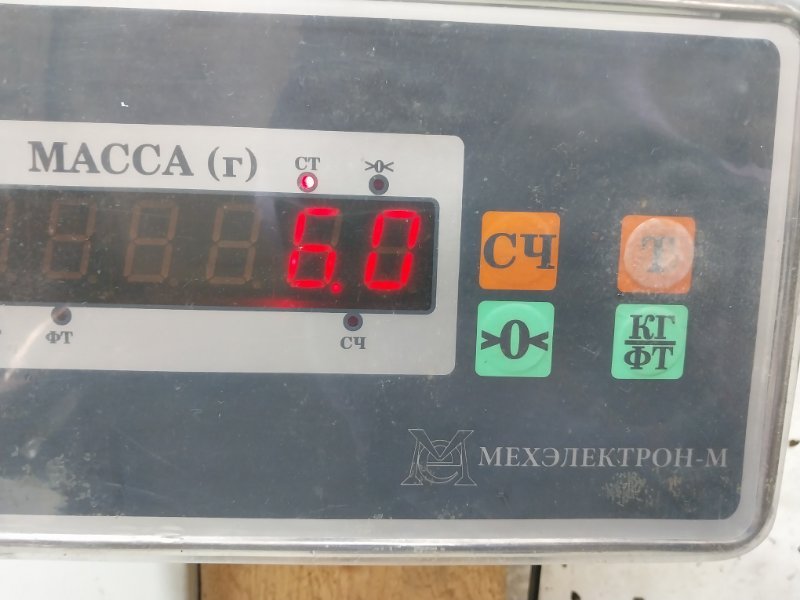 МАССА (г)
СТ
>0<
6.0
ФТ
СЧ
СЧ
Т
>0<
КГ
ФТ
МЕХЭЛЕКТРОН-М